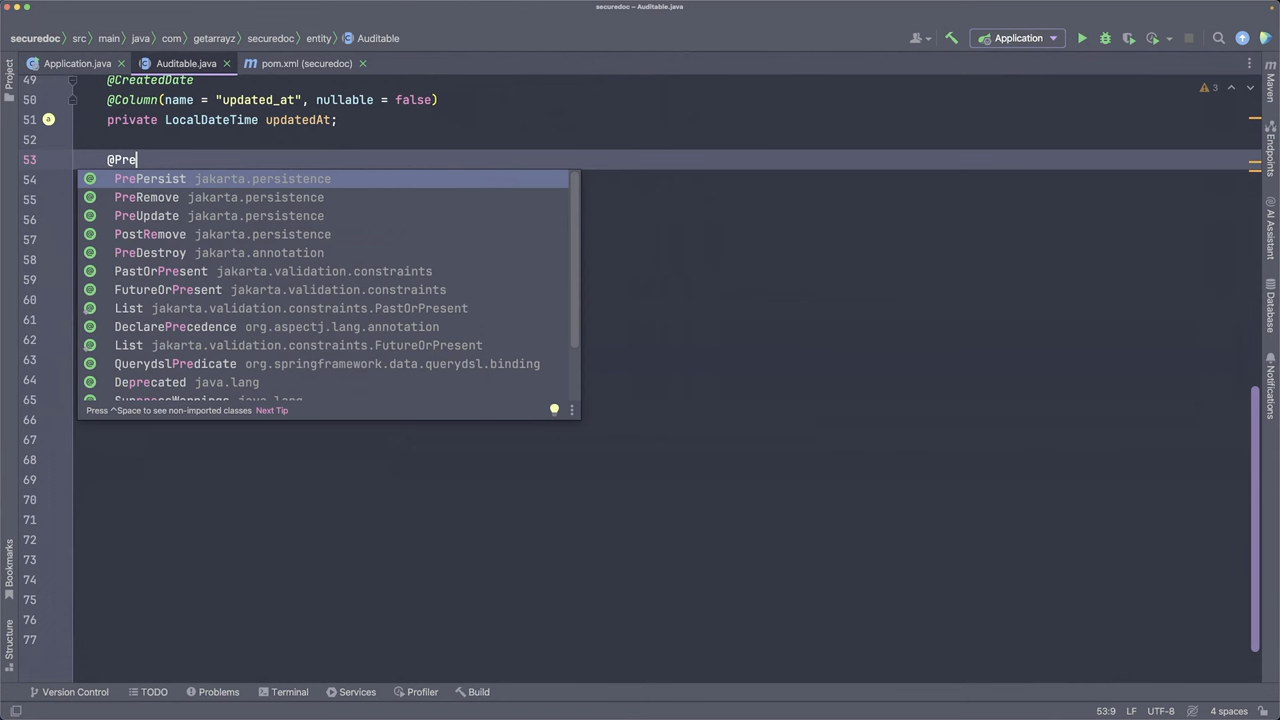 securedoc – Auditable.java
securedoc src main java com getarrayz securedoc entity Auditable
Application
Application.java
Auditable.java
pom.xml (securedoc)
Project
49 @CreatedDate
3
50 @Column(name = "updated_at", nullable = false)
51 private LocalDateTime updatedAt;
52
53 @Pre
54
PrePersist jakarta.persistence
55
PreRemove jakarta.persistence
56
PreUpdate jakarta.persistence
57
PostRemove jakarta.persistence
58
PreDestroy jakarta.annotation
59
PastOrPresent jakarta.validation.constraints
60
FutureOrPresent jakarta.validation.constraints
61
List jakarta.validation.constraints.PastOrPresent
62
DeclarePrecedence org.aspectj.lang.annotation
63
List jakarta.validation.constraints.FutureOrPresent
64
QuerydslPredicate org.springframework.data.querydsl.binding
65
Deprecated java.lang
SuppressWarnings java.lang
66
Press ^Space to see non-imported classes Next Tip
67
68
69
70
71
72
73
74
75
76
77
Bookmarks
Structure
Maven
Endpoints
AI Assistant
Database
Notifications
Version Control
TODO
Problems
Terminal
Services
Profiler
Build
53:9 LF UTF-8 4 spaces